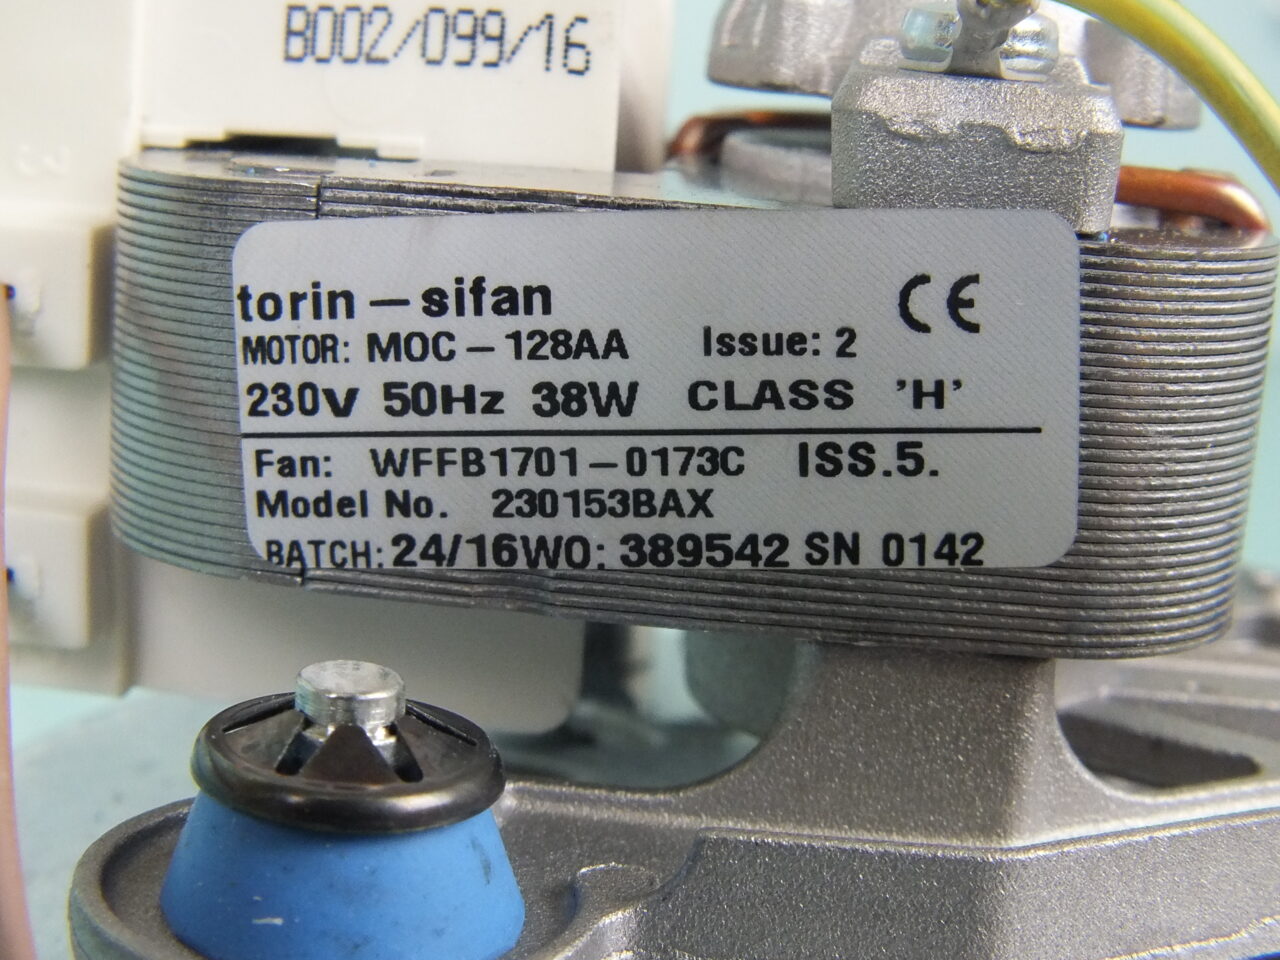 B002/099/16
torin – sifan CE
MOTOR: MOC – 128AA Issue: 2
230V 50Hz 38W CLASS 'H'
Fan: WFFB1701–0173C ISS.5.
Model No. 230153BAX
BATCH: 24/16WO: 389542 SN 0142